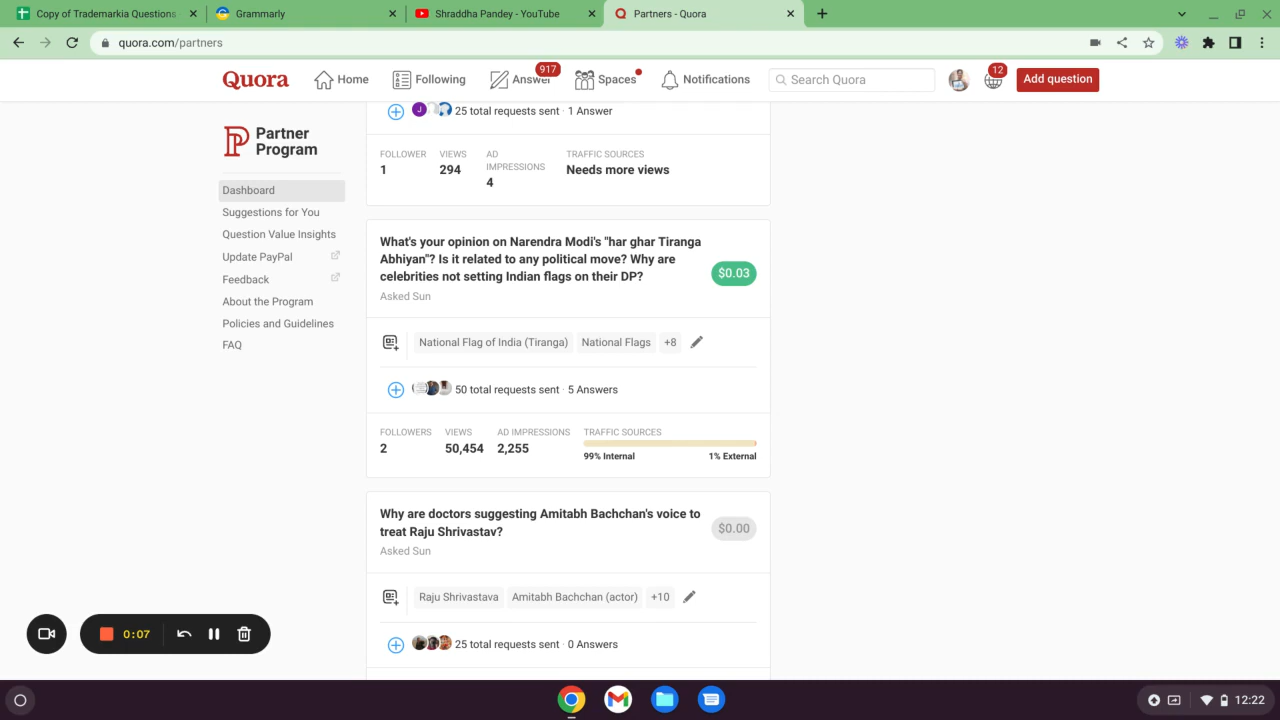 Copy of Trademarkia Questions
Grammarly
Shraddha Pandey - YouTube
Partners - Quora
quora.com/partners
Quora
Home
Following
Answer
917
Spaces
Notifications
Search Quora
12
Add question
Partner
Program
Dashboard
Suggestions for You
Question Value Insights
Update PayPal
Feedback
About the Program
Policies and Guidelines
FAQ
J
25 total requests sent · 1 Answer
FOLLOWER VIEWS AD IMPRESSIONS TRAFFIC SOURCES
1 294 4 Needs more views
What's your opinion on Narendra Modi's "har ghar Tiranga
Abhiyan"? Is it related to any political move? Why are
celebrities not setting Indian flags on their DP?
$0.03
Asked Sun
National Flag of India (Tiranga) National Flags +8
50 total requests sent · 5 Answers
FOLLOWERS VIEWS AD IMPRESSIONS TRAFFIC SOURCES
2 50,454 2,255
99% Internal 1% External
Why are doctors suggesting Amitabh Bachchan's voice to
treat Raju Shrivastav?
$0.00
Asked Sun
Raju Shrivastava Amitabh Bachchan (actor) +10
25 total requests sent · 0 Answers
0:07
12:22